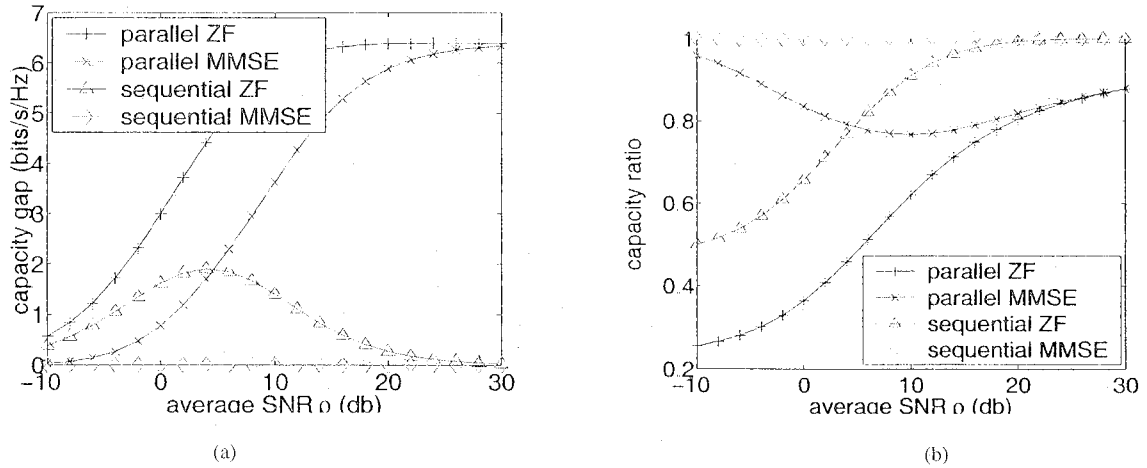 7
6
5
4
3
2
1
0
capacity gap (bits/s/Hz)
parallel ZF
parallel MMSE
sequential ZF
sequential MMSE
-10
0
10
20
30
average SNR ρ (db)
(a)
1
0.8
0.6
0.4
0.2
capacity ratio
parallel ZF
parallel MMSE
sequential ZF
sequential MMSE
-10
0
10
20
30
average SNR ρ (db)
(b)